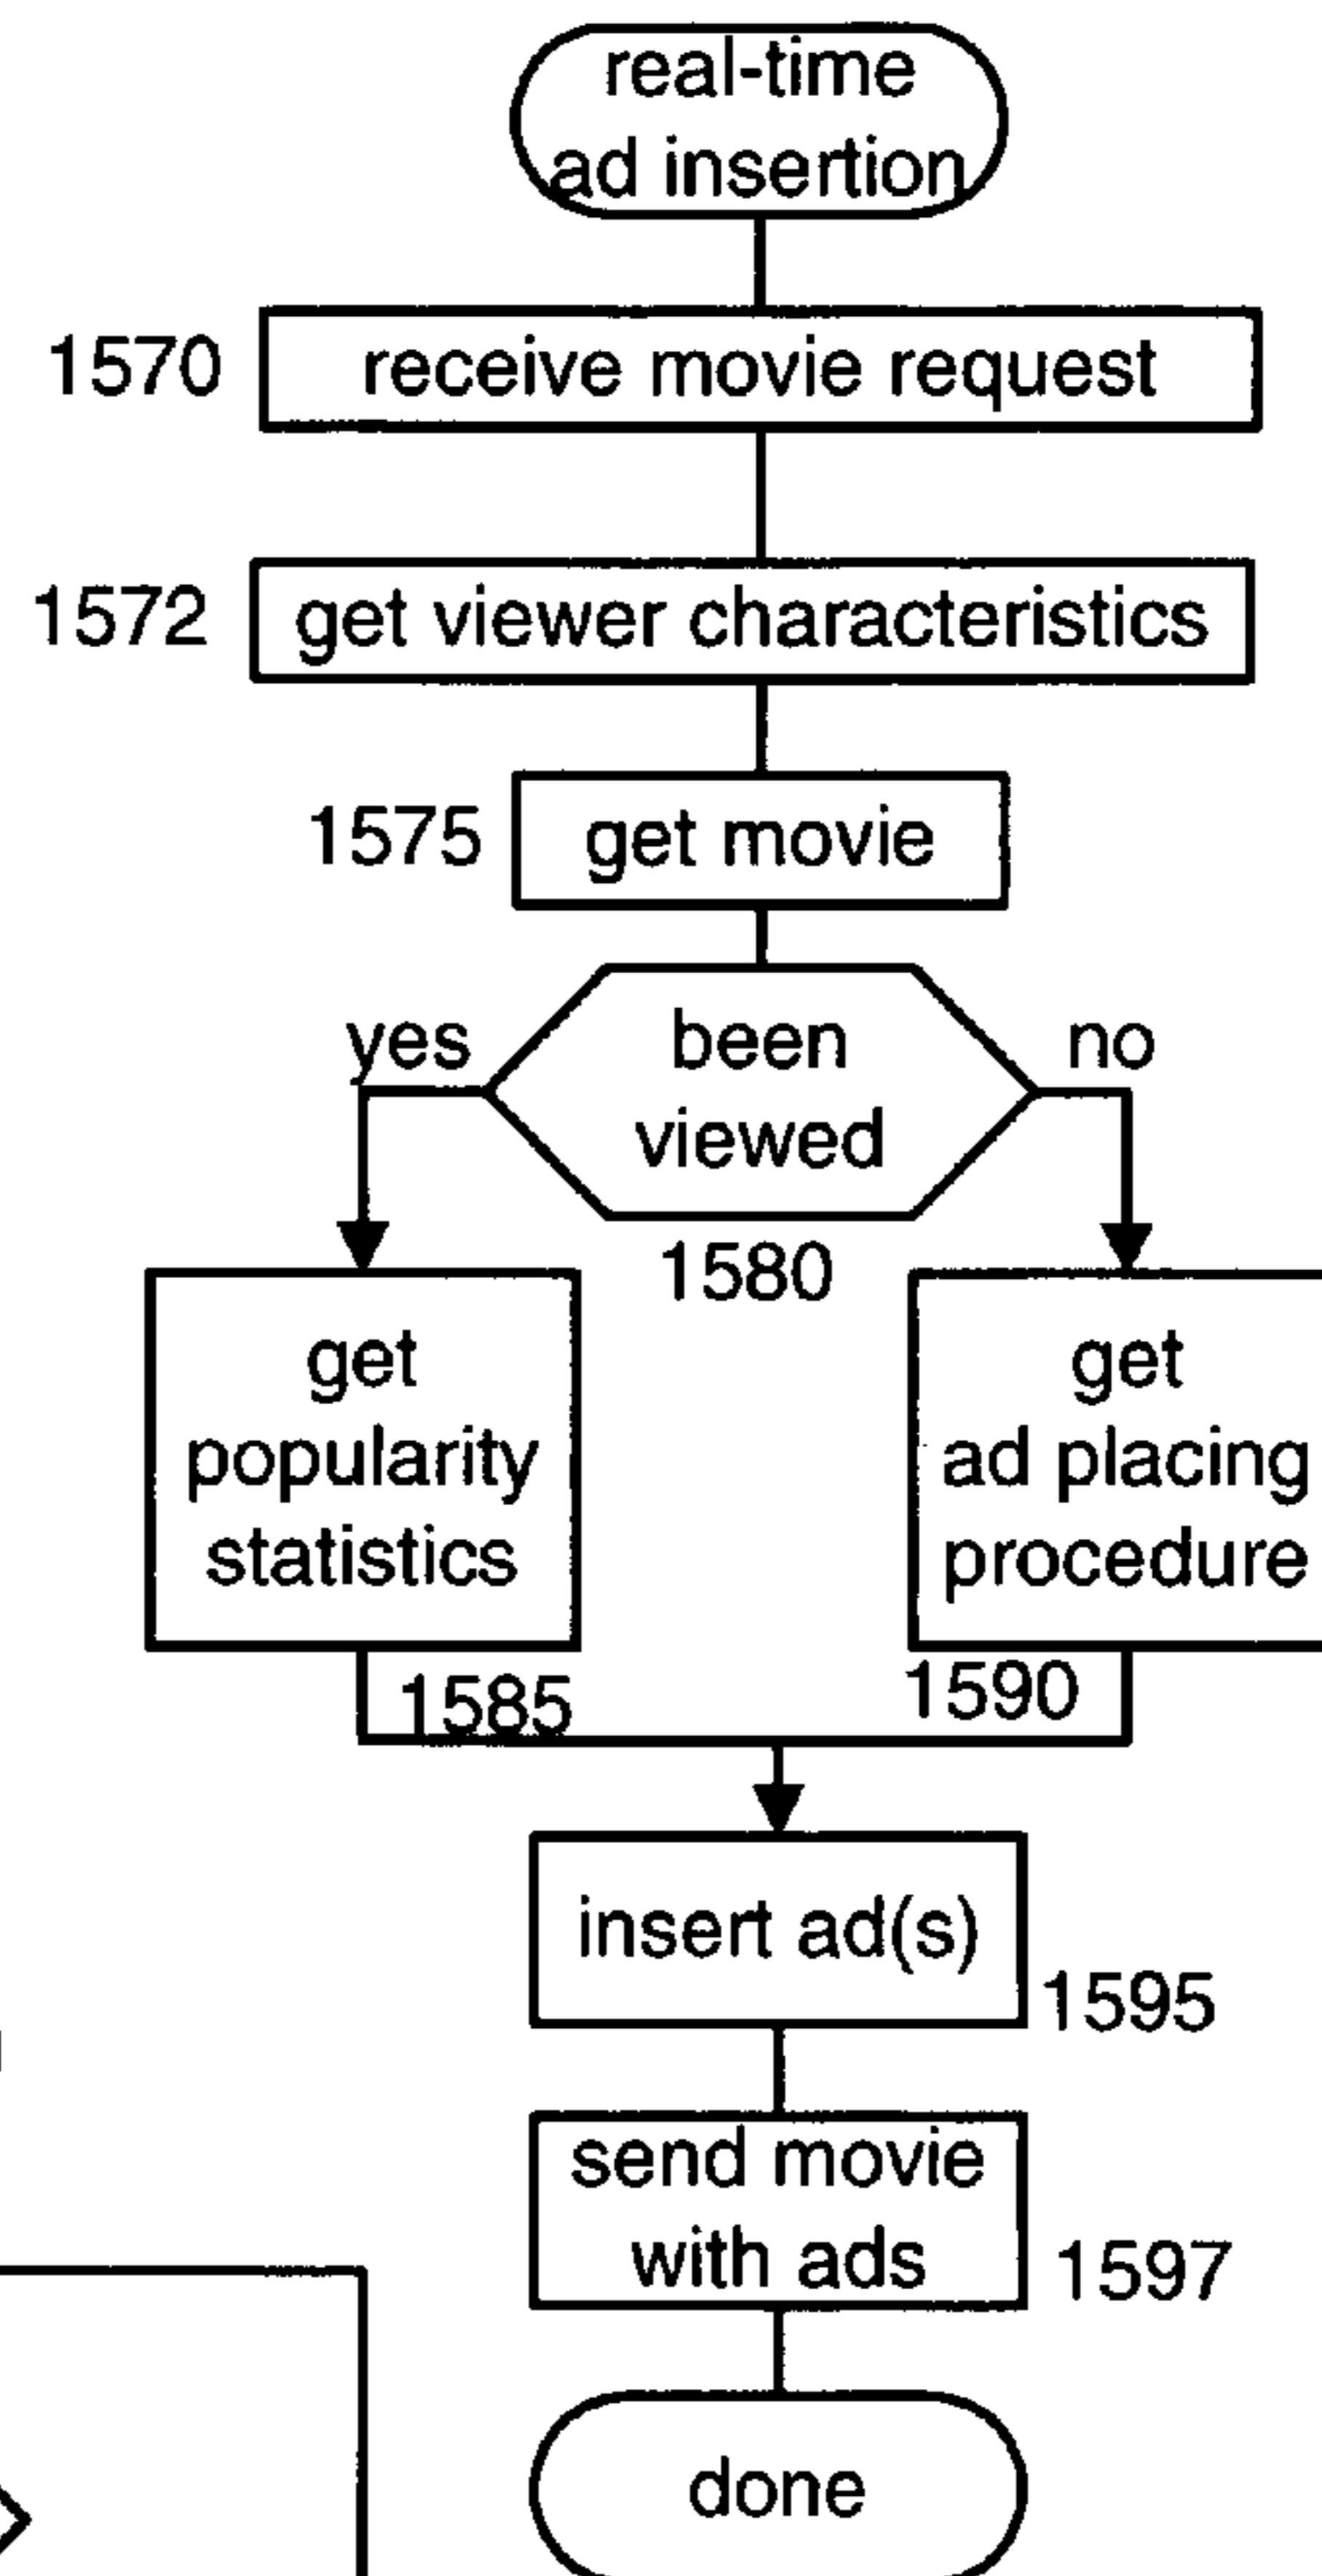 real-time
ad insertion
1570
receive movie request
1572
get viewer characteristics
1575
get movie
yes
been
viewed
no
1580
get
popularity
statistics
get
ad placing
procedure
1585
1590
insert ad(s)
1595
send movie
with ads
1597
done